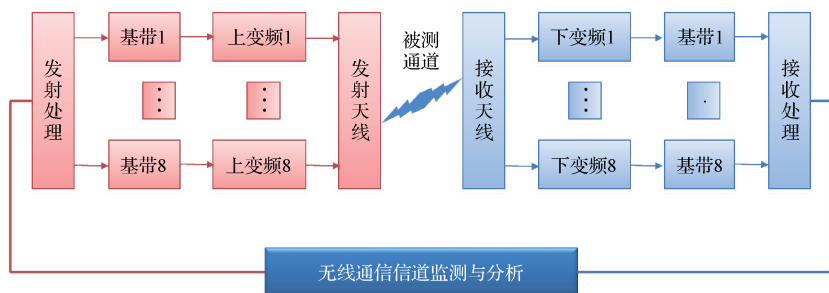 发射处理
基带1
上变频1
基带8
上变频8
发射天线
被测
通道
接收天线
下变频1
基带1
下变频8
基带8
接收处理
无线通信信道监测与分析